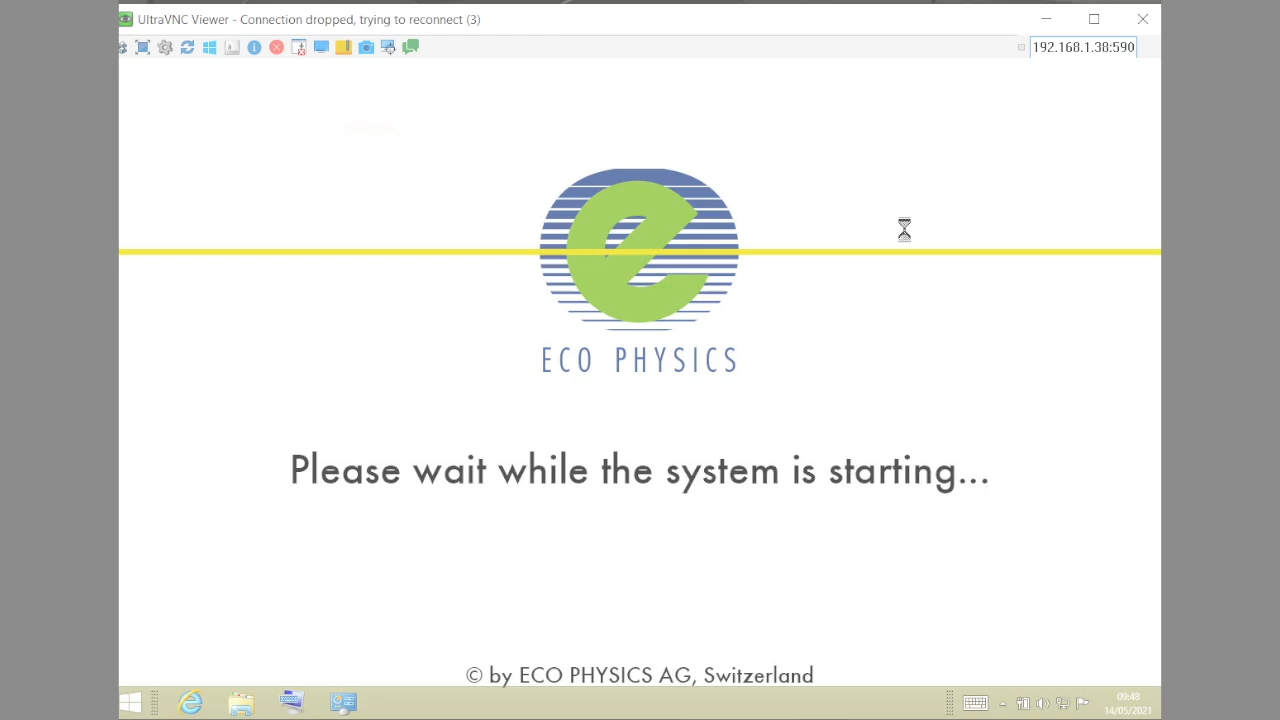 UltraVNC Viewer - Connection dropped, trying to reconnect (3)
192.168.1.38:590
e
ECO PHYSICS
Please wait while the system is starting...
© by ECO PHYSICS AG, Switzerland
09:48
14/05/2021